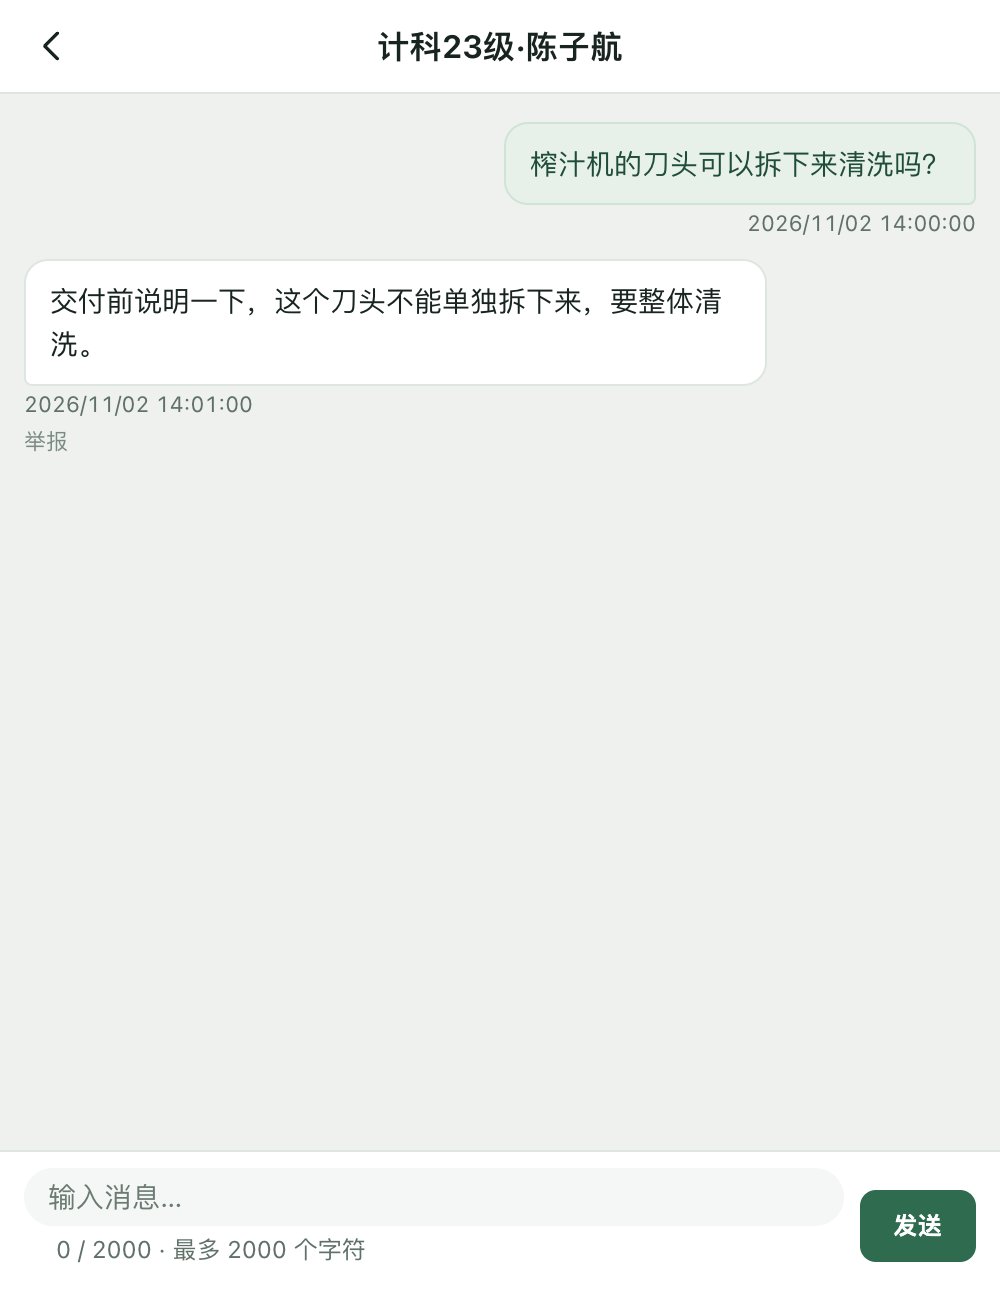 计科23级·陈子航
榨汁机的刀头可以拆下来清洗吗?
2026/11/02 14:00:00
交付前说明一下，这个刀头不能单独拆下来，要整体清
洗。
2026/11/02 14:01:00
举报
输入消息...
0 / 2000 · 最多 2000 个字符
发送